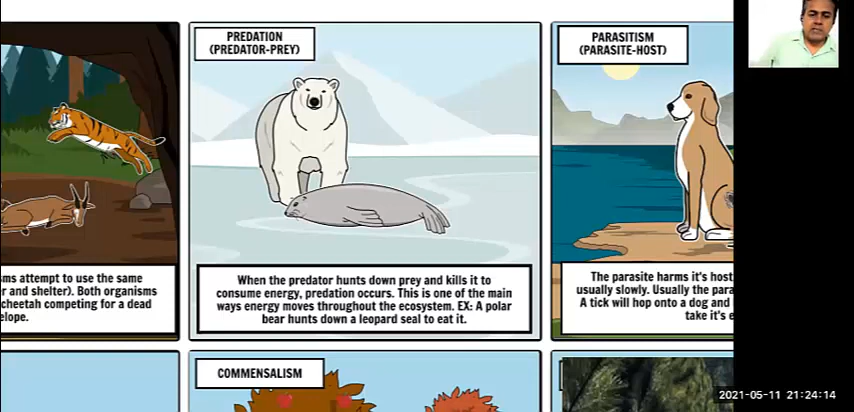 PREDATION
(PREDATOR-PREY)
PARASITISM
(PARASITE-HOST)
ms attempt to use the same
r and shelter). Both organisms
cheetah competing for a dead
elope.
When the predator hunts down prey and kills it to
consume energy, predation occurs. This is one of the main
ways energy moves throughout the ecosystem. EX: A polar
bear hunts down a leopard seal to eat it.
The parasite harms it's host
usually slowly. Usually the para
A tick will hop onto a dog and
take it's e
COMMENSALISM
2021-05-11 21:24:14